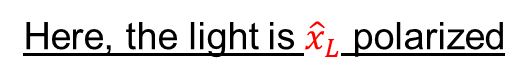 Here, the light is x̂_L polarized